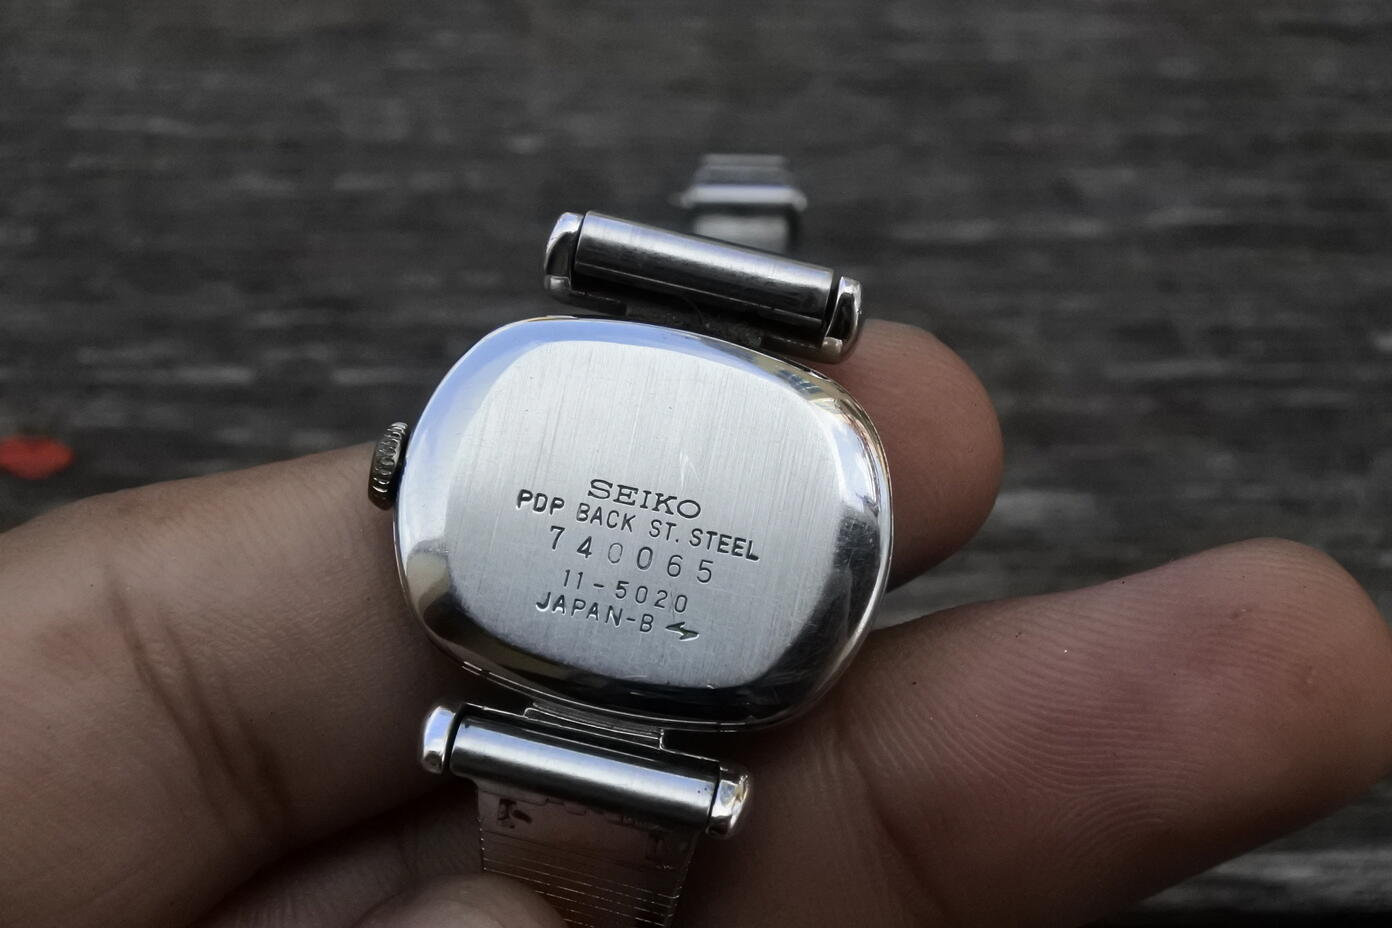 SEIKO
PDP BACK ST. STEEL
740065
11-5020
JAPAN-B